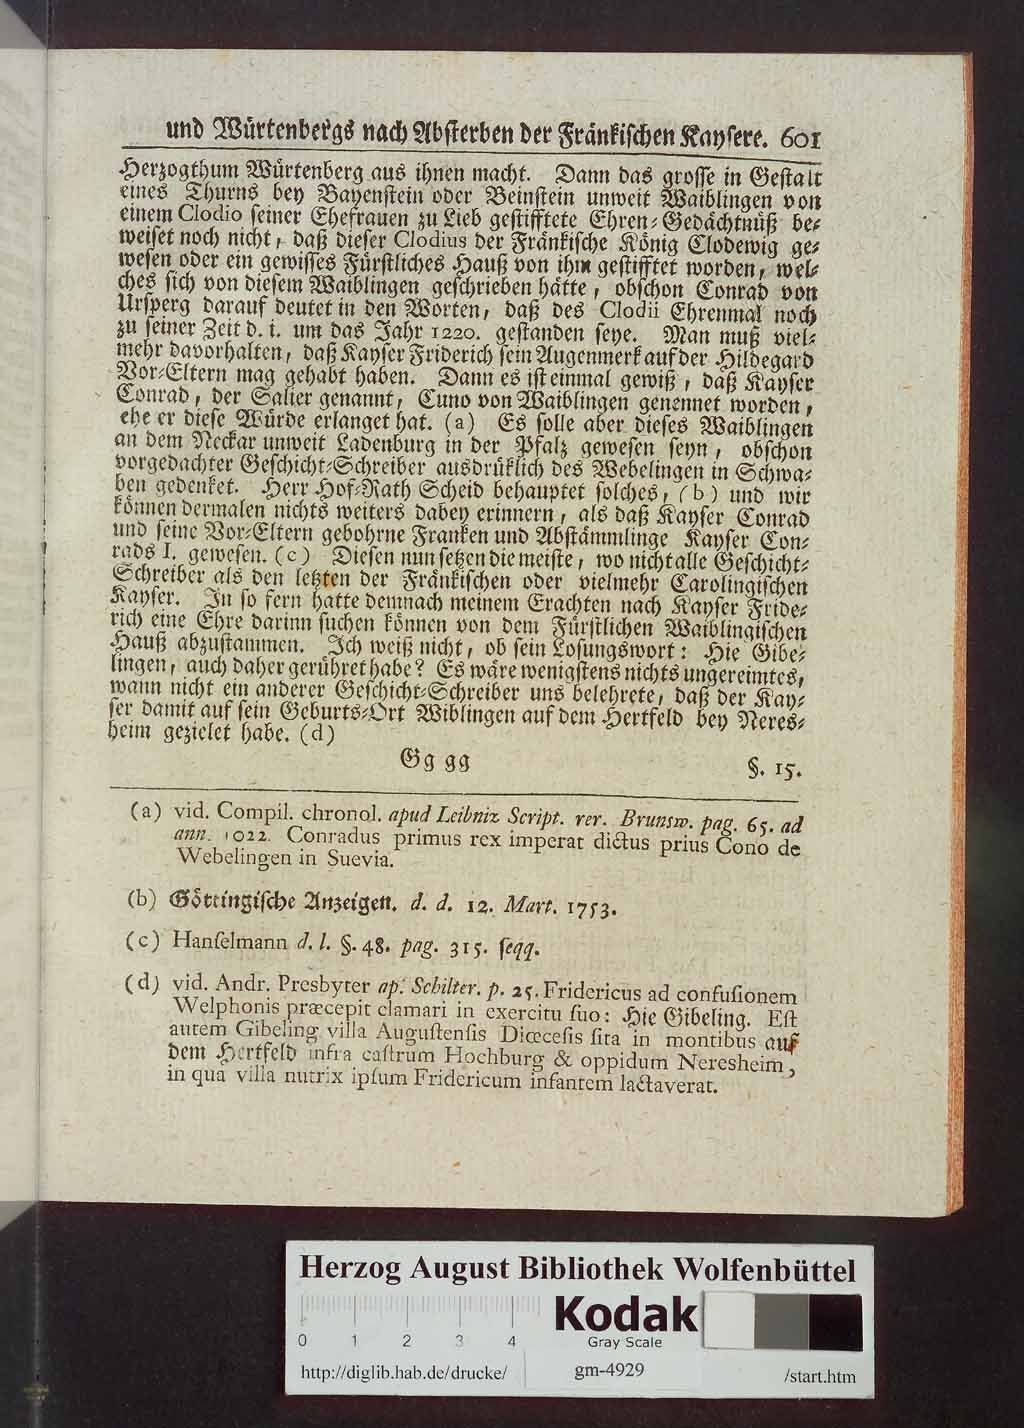 und Würtenbergs nach Absterben der Fränkischen Kaysere. 601
Herzogthum Würtenberg aus ihnen macht. Dann das grosse in Gestalt
eines Thurns bey Bayenstein oder Beinstein unweit Waiblingen von
einem Clodio seiner Ehefrauen zu Lieb gestifftete Ehren-Gedächtnüß be-
weiset noch nicht, daß dieser Clodius der Fränkische König Clodewig ge-
wesen oder ein gewisses Fürstliches Hauß von ihm gestifftet worden, wel-
ches sich von diesem Waiblingen geschrieben hätte, obschon Conrad von
Ursperg darauf deutet in den Worten, daß des Clodii Ehrenmal noch
zu seiner Zeit d. i. um das Jahr 1220. gestanden seye. Man muß viel-
mehr davorhalten, daß Kayser Friderich sein Augenmerk auf der Hildegard
Vor-Eltern mag gehabt haben. Dann es ist einmal gewiß, daß Kayser
Conrad, der Salier genannt, Cuno von Waiblingen genennet worden,
ehe er diese Würde erlanget hat. (a) Es solle aber dieses Waiblingen
an dem Neckar unweit Ladenburg in der Pfalz gewesen seyn, obschon
vorgedachter Geschicht-Schreiber ausdrüklich des Webelingen in Schwa-
ben gedenket. Herr Hof-Rath Scheid behauptet solches, (b) und wir
können dermalen nichts weiters dabey erinnern, als daß Kayser Conrad
und seine Vor-Eltern gebohrne Franken und Abstämmlinge Kayser Con-
rads I. gewesen. (c) Diesen nun setzen die meiste, wo nicht alle Geschicht-
Schreiber als den letzten der Fränkischen oder vielmehr Carolingischen
Kayser. In so fern hatte demnach meinem Erachten nach Kayser Fride-
rich eine Ehre darinn suchen können von dem Fürstlichen Waiblingischen
Hauß abzustammen. Ich weiß nicht, ob sein Losungswort: Hie Gibe-
lingen, auch daher gerühret habe? Es wäre wenigstens nichts ungereimtes,
wann nicht ein anderer Geschicht-Schreiber uns belehrete, daß der Kay-
ser damit auf sein Geburts-Ort Wiblingen auf dem Hertfeld bey Neres-
heim gezielet habe. (d)
Gg gg §. 15.
(a) vid. Compil. chronol. apud Leibniz Script. rer. Brunsw. pag. 65. ad
ann. 1022. Conradus primus rex imperat dictus prius Cono de
Webelingen in Suevia.
(b) Göttingische Anzeigen. d. d. 12. Mart. 1753.
(c) Hanſelmann d. l. §. 48. pag. 315. ſeqq.
(d) vid. Andr. Presbyter ap. Schilter. p. 25. Fridericus ad confuſionem
Welphonis præcepit clamari in exercitu ſuo: Hie Gibeling. Eſt
autem Gibeling villa Auguſtenſis Diœceſis ſita in montibus auf
dem Hertfeld infra caſtrum Hochburg & oppidum Neresheim,
in qua villa nutrix ipſum Fridericum infantem lactaverat.
Herzog August Bibliothek Wolfenbüttel
Kodak
Gray Scale
0 1 2 3 4
http://diglib.hab.de/drucke/ gm-4929 /start.htm